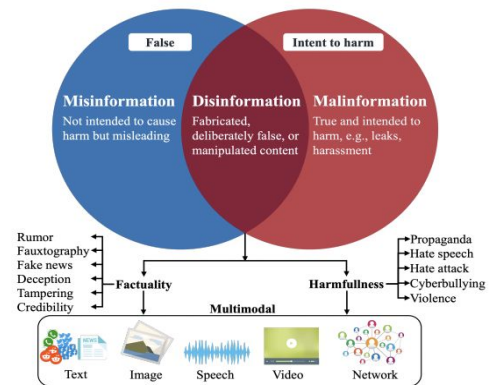 False
Intent to harm
Misinformation
Not intended to cause
harm but misleading
Disinformation
Fabricated,
deliberately false, or
manipulated content
Malinformation
True and intended to
harm, e.g., leaks,
harassment
Rumor
Fauxtography
Fake news
Deception
Tampering
Credibility
Factuality
Harmfullness
Propaganda
Hate speech
Hate attack
Cyberbullying
Violence
Multimodal
NEWS
Text
Image
Speech
Video
Network